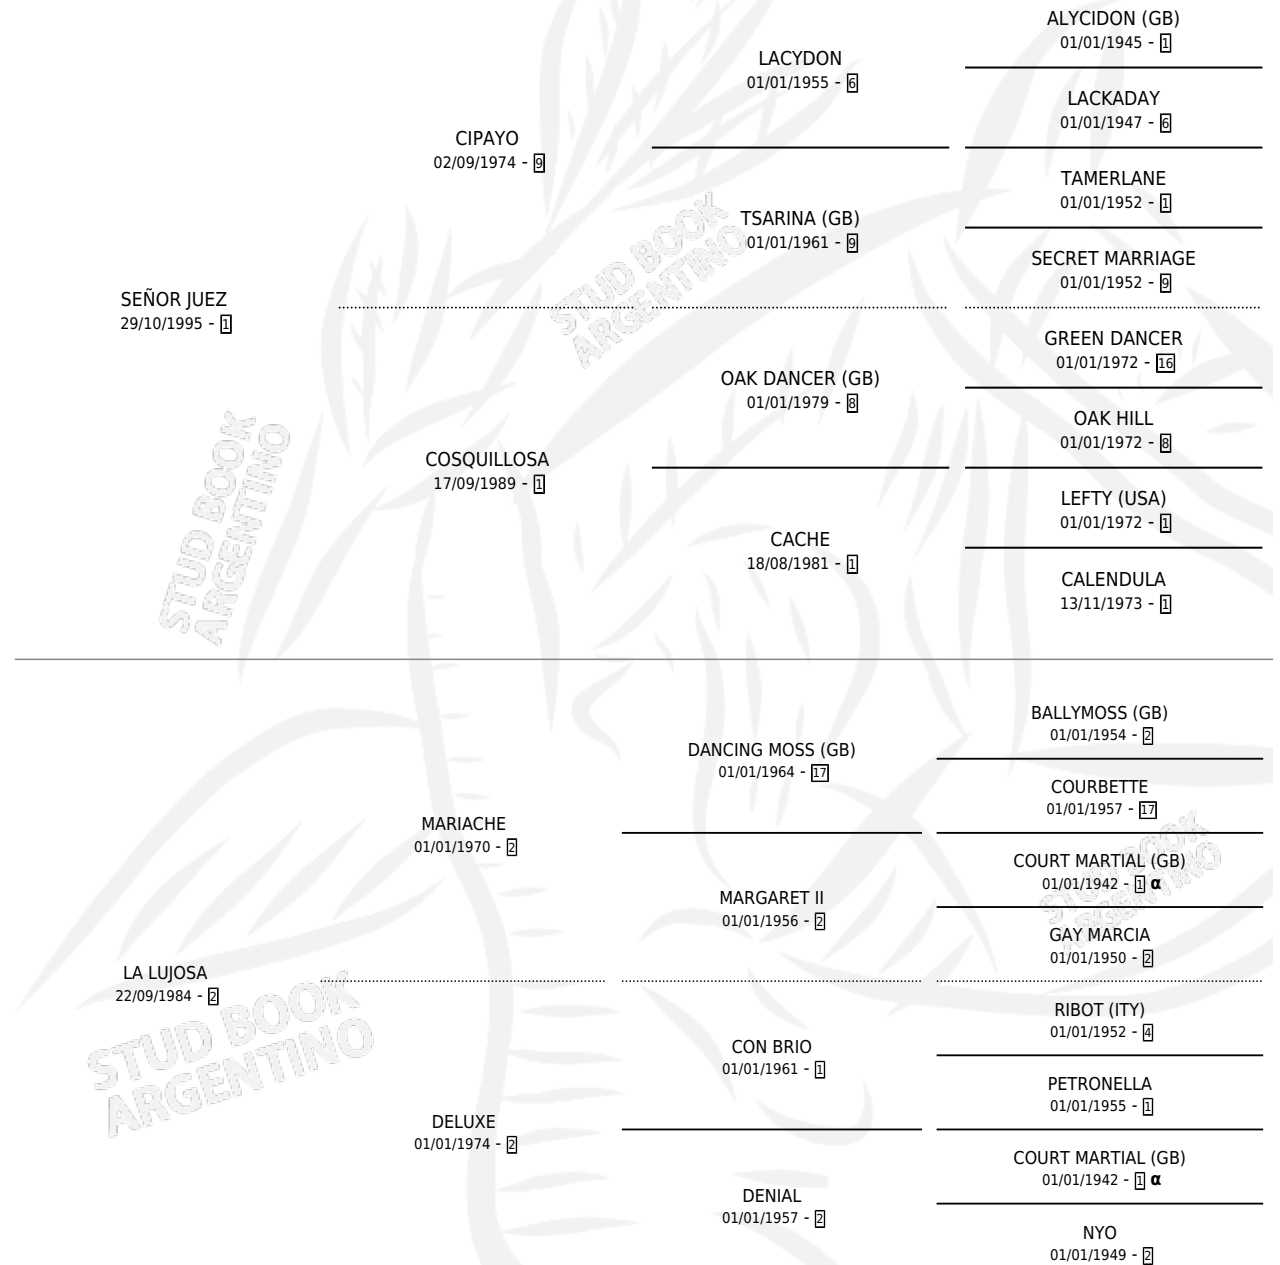 SEÑOR JUEZ
29/10/1995 - 1
CIPAYO
02/09/1974 - 9
COSQUILLOSA
17/09/1989 - 1
LACYDON
01/01/1955 - 6
TSARINA (GB)
01/01/1961 - 9
OAK DANCER (GB)
01/01/1979 - 8
CACHE
18/08/1981 - 1
ALYCIDON (GB)
01/01/1945 - 1
LACKADAY
01/01/1947 - 6
TAMERLANE
01/01/1952 - 1
SECRET MARRIAGE
01/01/1952 - 9
GREEN DANCER
01/01/1972 - 16
OAK HILL
01/01/1972 - 8
LEFTY (USA)
01/01/1972 - 1
CALENDULA
13/11/1973 - 1
LA LUJOSA
22/09/1984 - 2
MARIACHE
01/01/1970 - 2
DELUXE
01/01/1974 - 2
DANCING MOSS (GB)
01/01/1964 - 17
MARGARET II
01/01/1956 - 2
CON BRIO
01/01/1961 - 1
DENIAL
01/01/1957 - 2
BALLYMOSS (GB)
01/01/1954 - 2
COURBETTE
01/01/1957 - 17
COURT MARTIAL (GB)
01/01/1942 - 1 α
GAY MARCIA
01/01/1950 - 2
RIBOT (ITY)
01/01/1952 - 4
PETRONELLA
01/01/1955 - 1
COURT MARTIAL (GB)
01/01/1942 - 1 α
NYO
01/01/1949 - 2
STUD BOOK
ARGENTINO
STUD BOOK
ARGENTINO
STUD BOOK
ARGENTINO
STUD BOOK
ARGENTINO